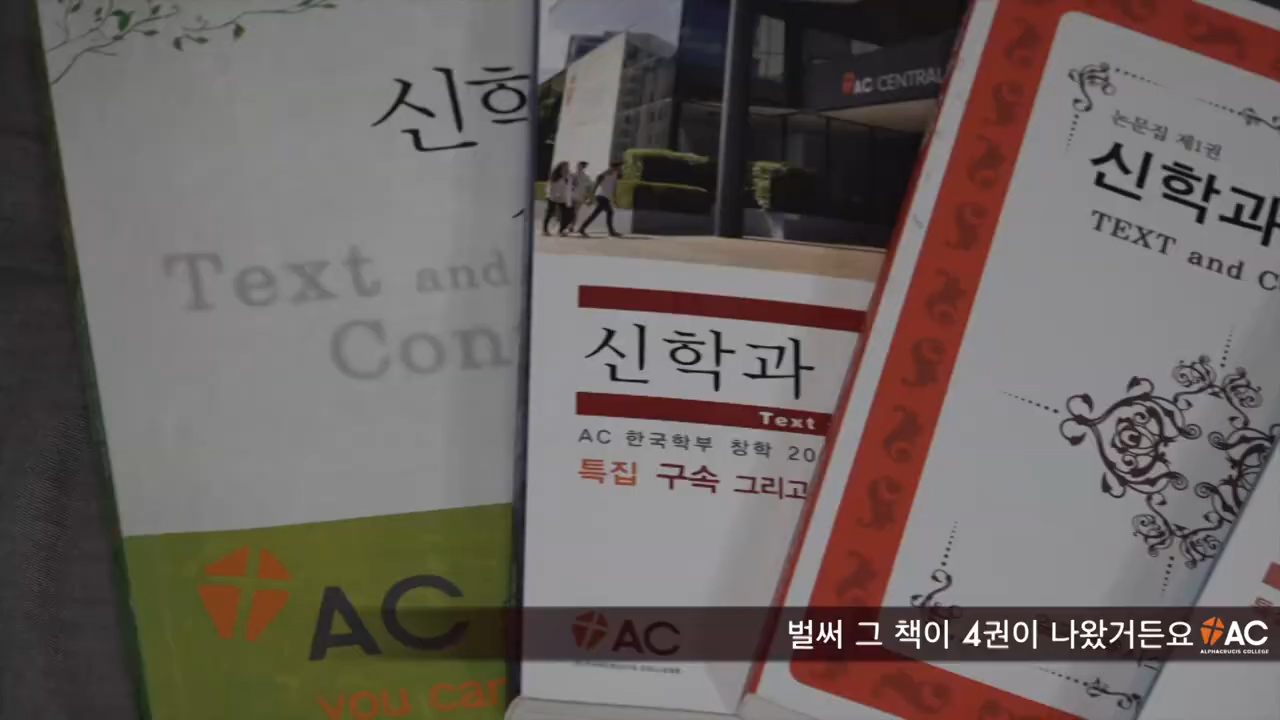 신학
Text and
Con
AC
you can
AC CENTRAL
신학과
Text
AC 한국학부 창학 20
특집 구속 그리고
AC
ALPHACRUCIS COLLEGE
논문집 제1권
신학과
TEXT and C
벌써 그 책이 4권이 나왔거든요
AC
ALPHACRUCIS COLLEGE